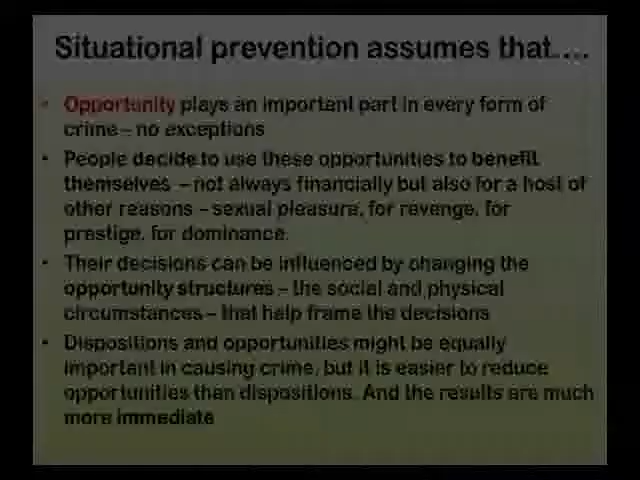 Situational prevention assumes that....
• Opportunity plays an important part in every form of
crime – no exceptions
• People decide to use these opportunities to benefit
themselves – not always financially but also for a host of
other reasons – sexual pleasure, for revenge, for
prestige, for dominance.
• Their decisions can be influenced by changing the
opportunity structures – the social and physical
circumstances – that help frame the decisions
• Dispositions and opportunities might be equally
important in causing crime, but it is easier to reduce
opportunities than dispositions. And the results are much
more immediate